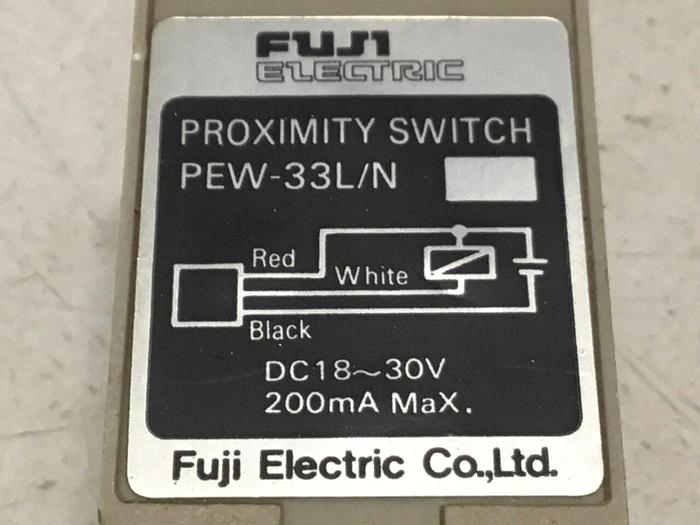 FUJI
ELECTRIC
PROXIMITY SWITCH
PEW-33L/N
Red
White
Black
DC18~30V
200mA MaX.
Fuji Electric Co.,Ltd.